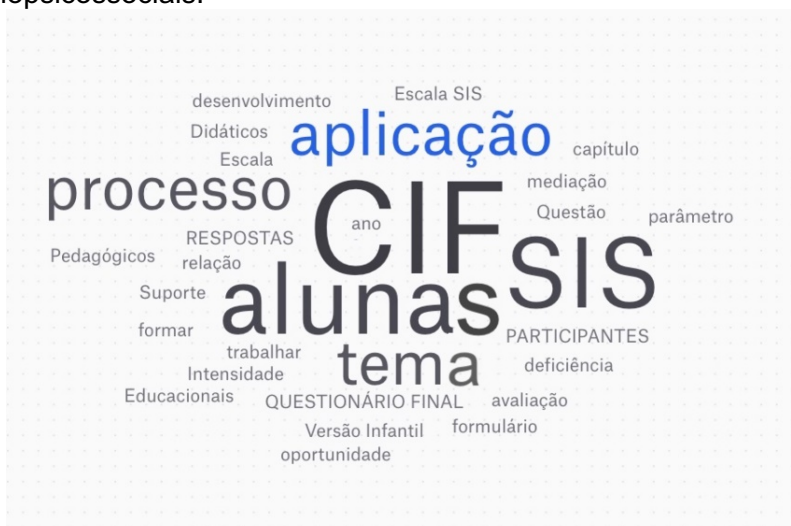 desenvolvimento
Escala SIS
Didáticos
aplicação
capítulo
Escala
processo
mediação
CIF
ano
Questão
parâmetro
RESPOSTAS
SIS
Pedagógicos
relação
Suporte
alunas
formar
PARTICIPANTES
trabalhar
tema
deficiência
Intensidade
Educacionais
QUESTIONÁRIO FINAL
avaliação
Versão Infantil
formulário
oportunidade